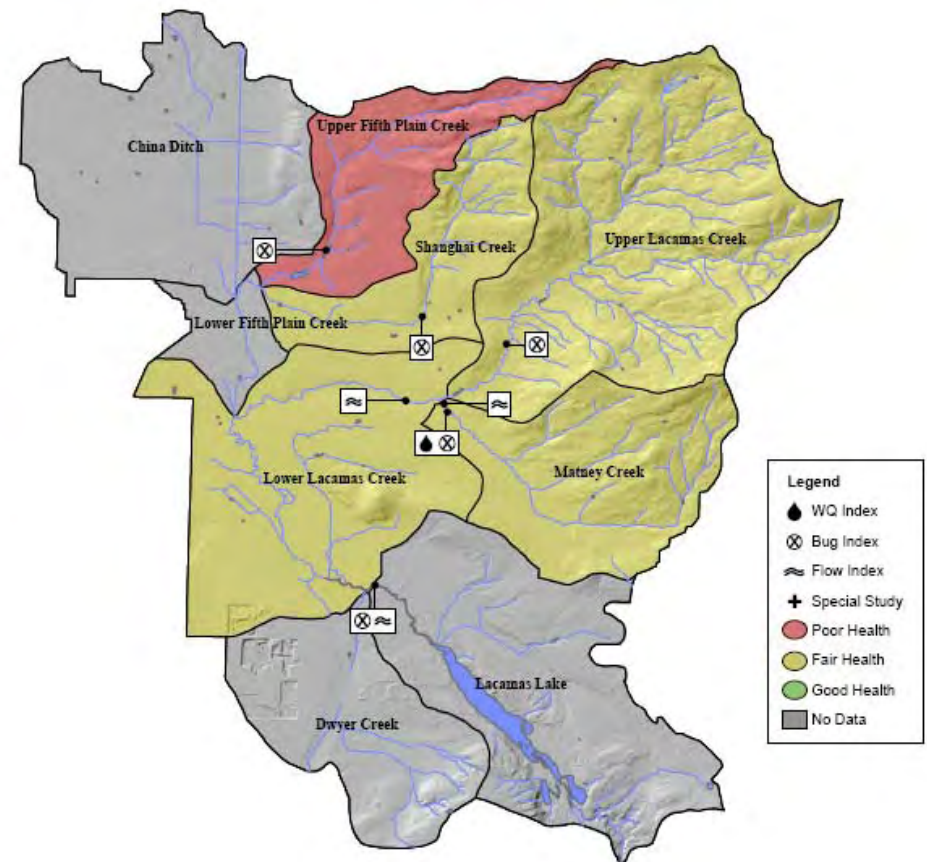 Upper Fifth Plain Creek
China Ditch
Shanghai Creek
Upper Lacamas Creek
Lower Fifth Plain Creek
Lower Lacamas Creek
Matney Creek
Lacamas Lake
Dwyer Creek
Legend
WQ Index
Bug Index
Flow Index
Special Study
Poor Health
Fair Health
Good Health
No Data